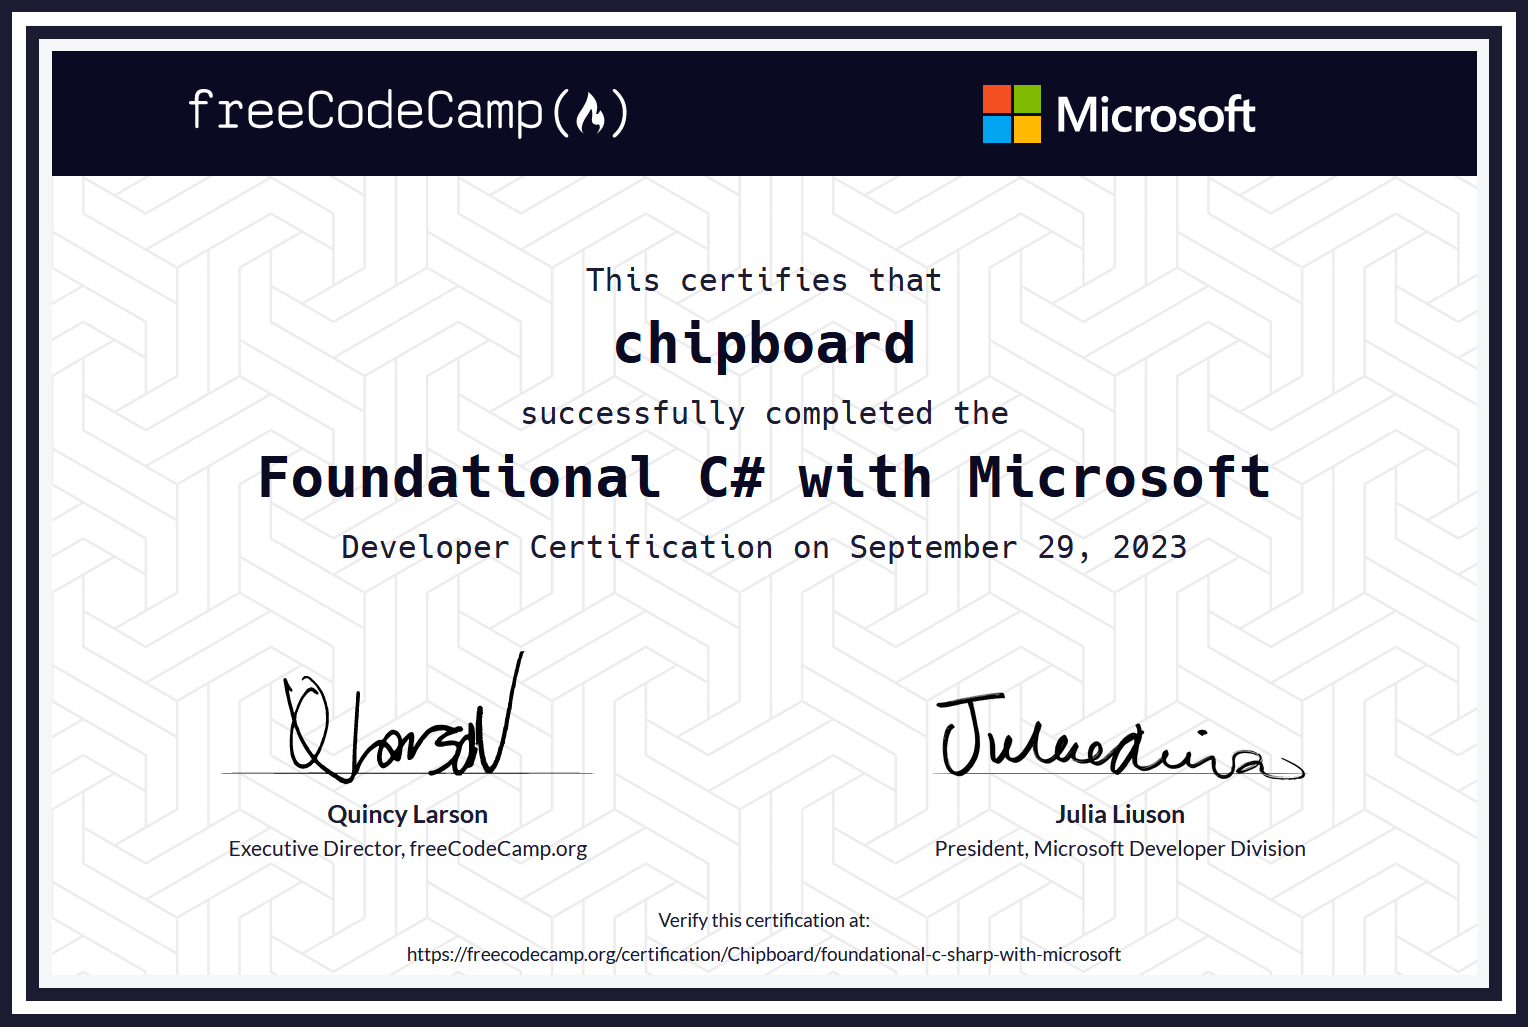 freeCodeCamp(🔥)
Microsoft
This certifies that
chipboard
successfully completed the
Foundational C# with Microsoft
Developer Certification on September 29, 2023
Quincy Larson
Executive Director, freeCodeCamp.org
Julia Liuson
President, Microsoft Developer Division
Verify this certification at:
https://freecodecamp.org/certification/Chipboard/foundational-c-sharp-with-microsoft